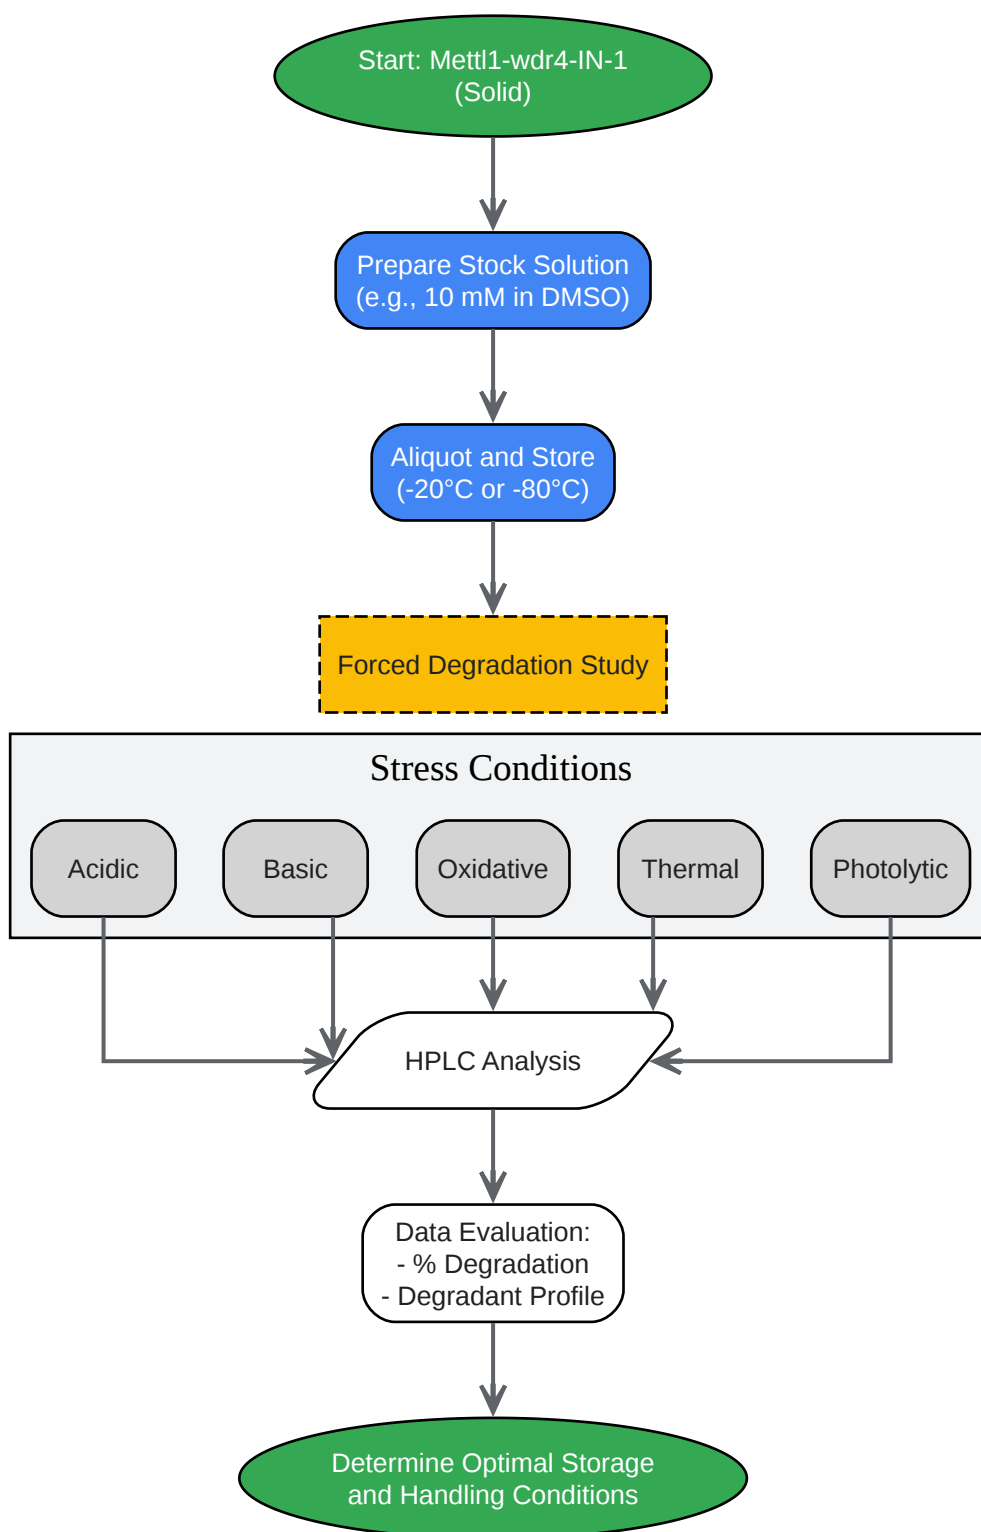 Start: Mettl1-wdr4-IN-1
(Solid)
Prepare Stock Solution
(e.g., 10 mM in DMSO)
Aliquot and Store
(-20°C or -80°C)
Forced Degradation Study
Stress Conditions
Acidic
Basic
Oxidative
Thermal
Photolytic
HPLC Analysis
Data Evaluation:
- % Degradation
- Degradant Profile
Determine Optimal Storage
and Handling Conditions